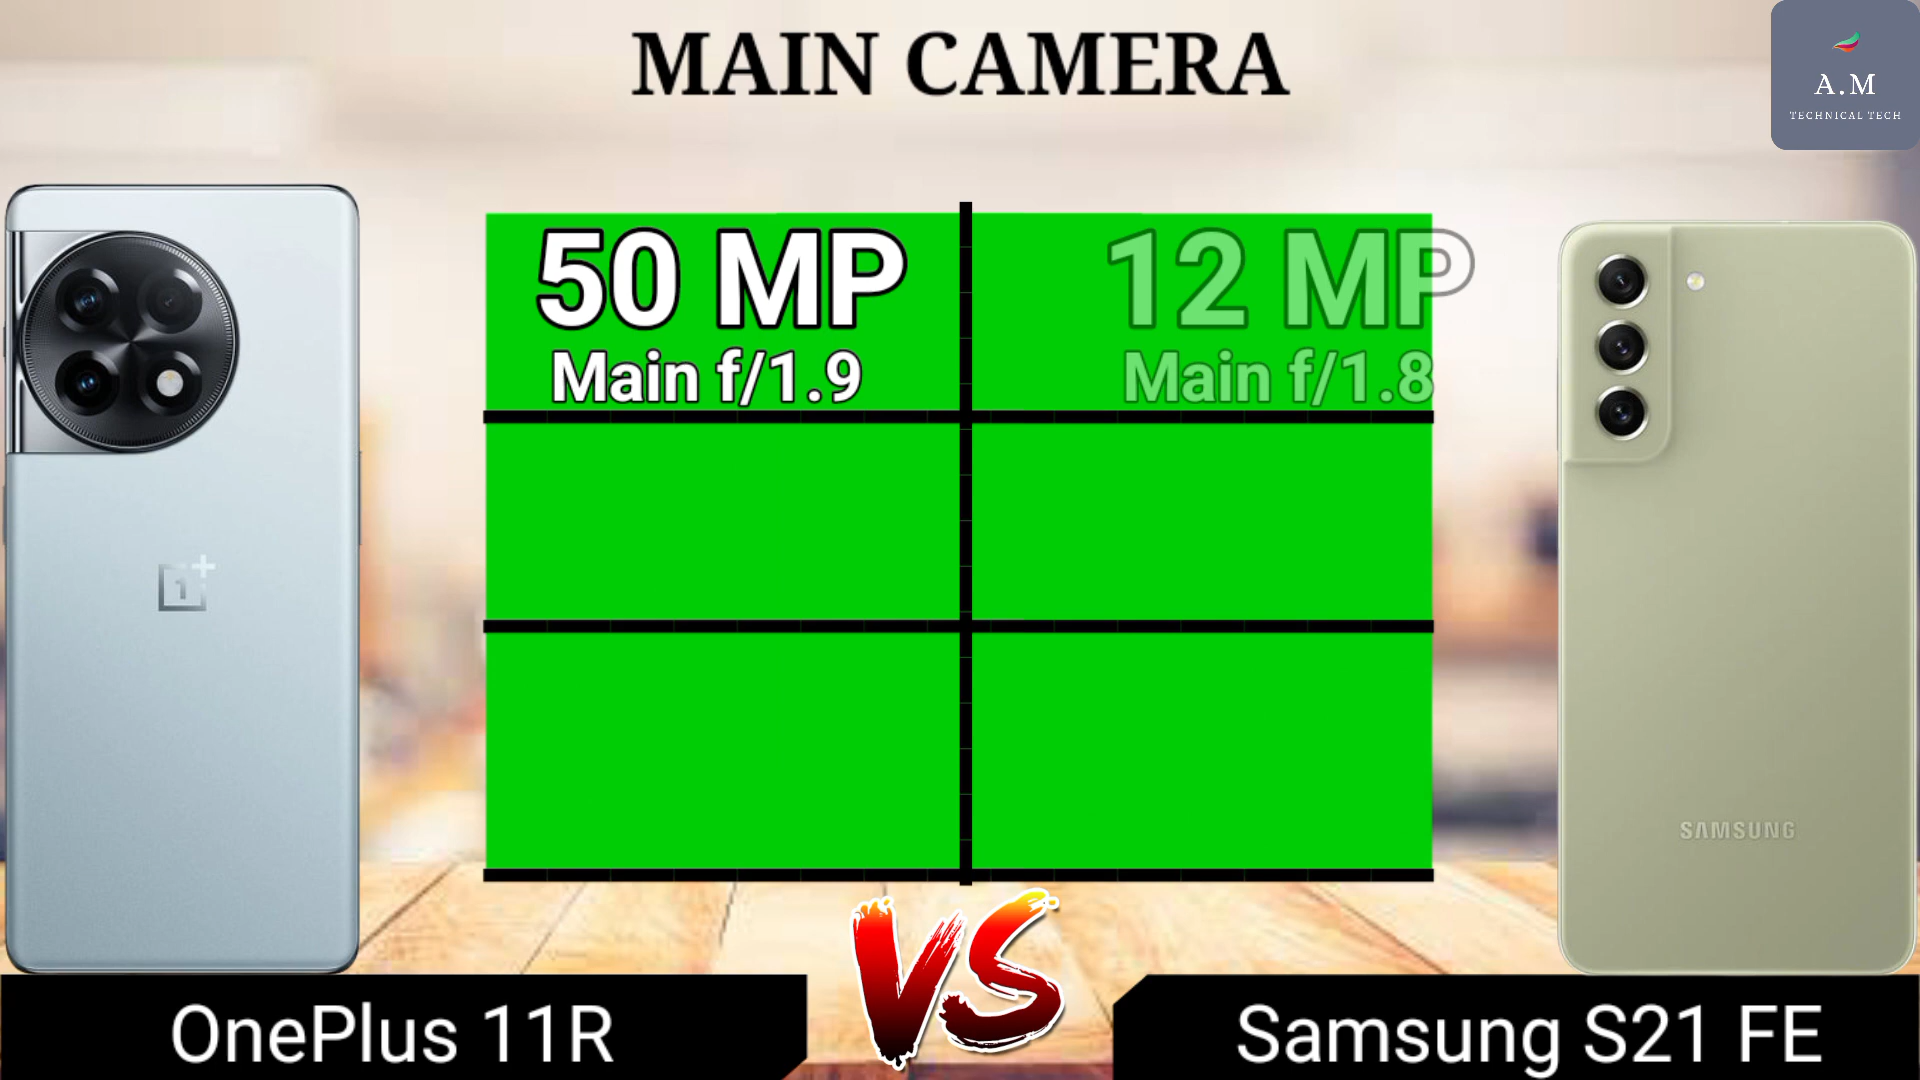 MAIN CAMERA
A.M
TECHNICAL TECH
50 MP
Main f/1.9
12 MP
Main f/1.8
1+
SAMSUNG
VS
OnePlus 11R
Samsung S21 FE